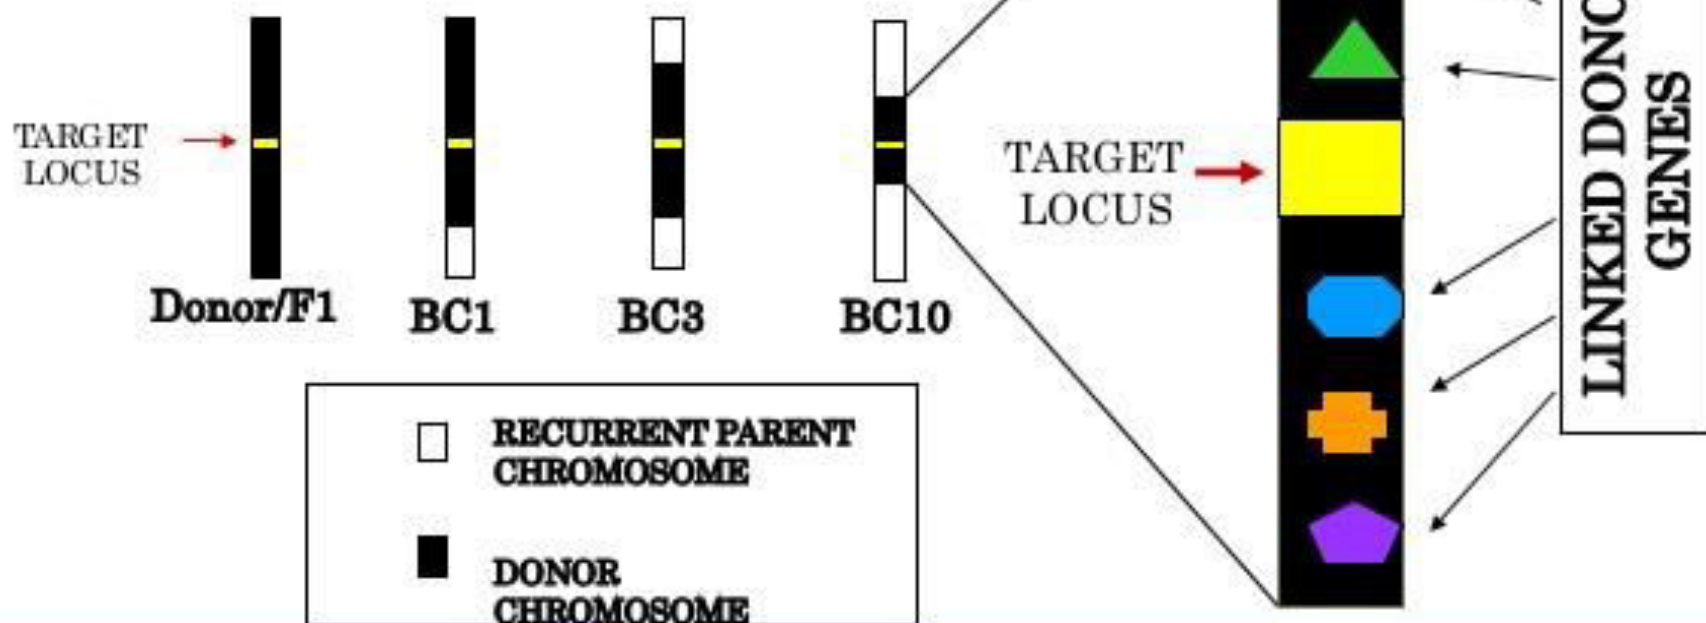 TARGET
LOCUS
Donor/F1
BC1
BC3
BC10
TARGET
LOCUS
LINKED
GENES
RECURRENT PARENT
CHROMOSOME
DONOR
CHROMOSOME